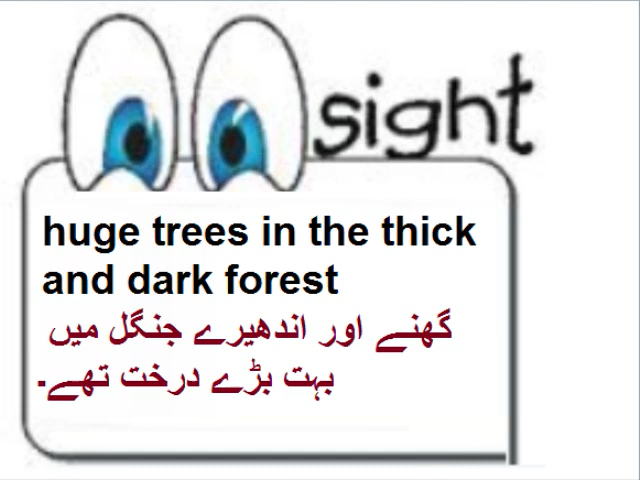 sight
huge trees in the thick
and dark forest
گھنے اور اندھیرے جنگل میں
بہت بڑے درخت تھے۔